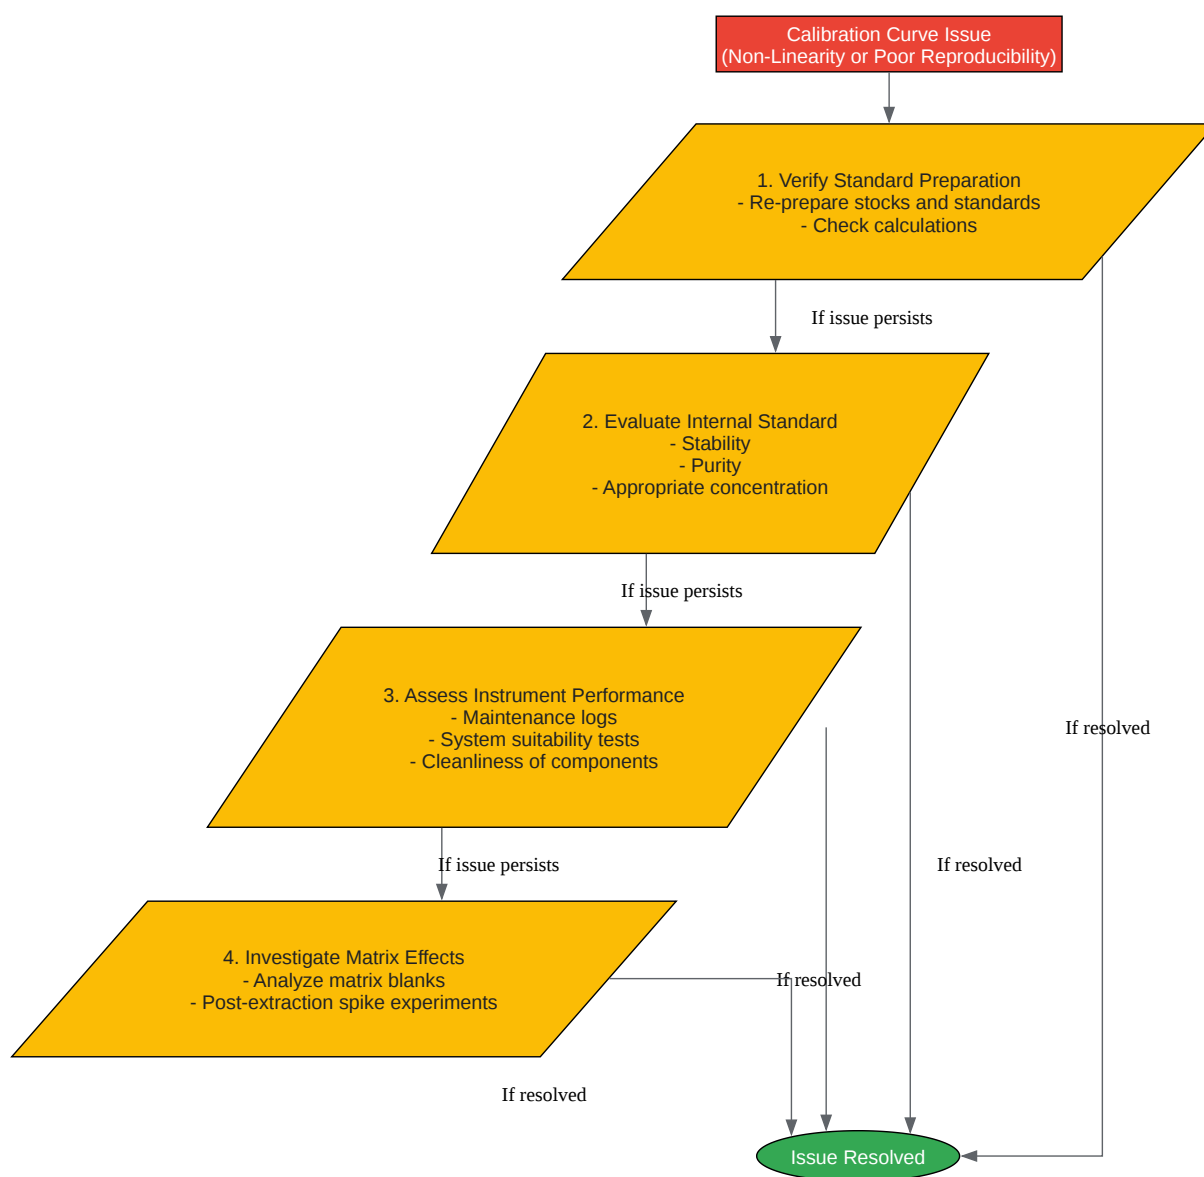 Calibration Curve Issue
(Non-Linearity or Poor Reproducibility)
1. Verify Standard Preparation
- Re-prepare stocks and standards
- Check calculations
If issue persists
2. Evaluate Internal Standard
- Stability
- Purity
- Appropriate concentration
If issue persists
3. Assess Instrument Performance
- Maintenance logs
- System suitability tests
- Cleanliness of components
If resolved
If issue persists
If resolved
4. Investigate Matrix Effects
- Analyze matrix blanks
- Post-extraction spike experiments
If resolved
If resolved
Issue Resolved